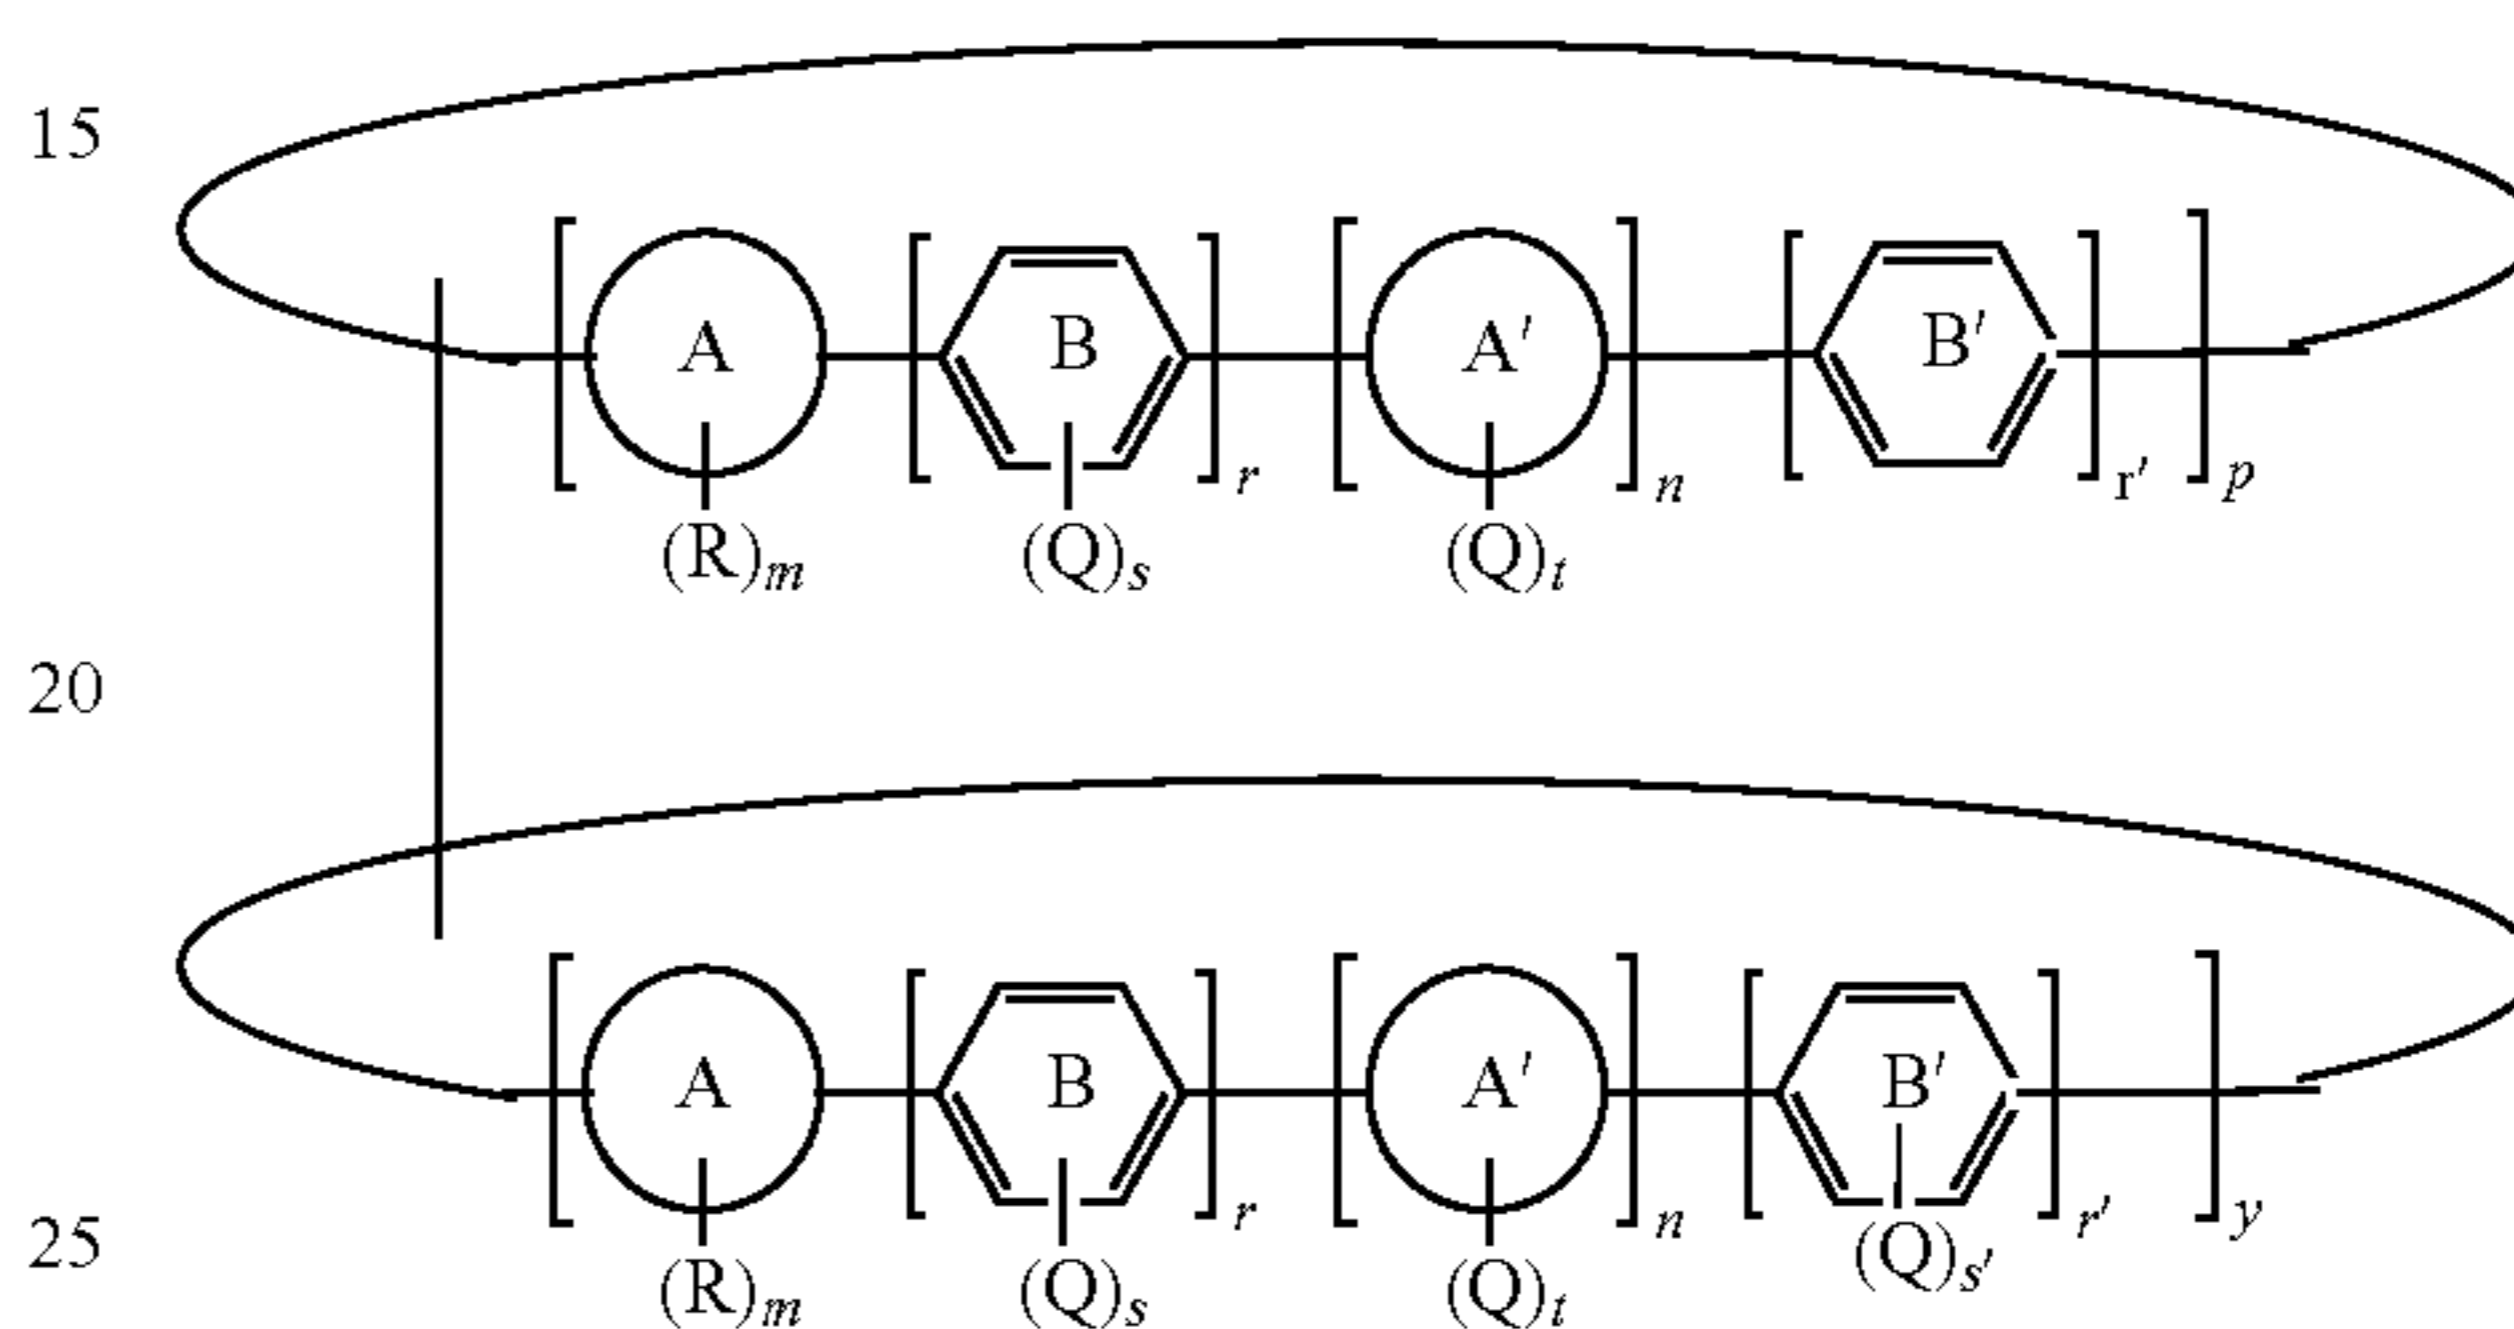 15
A B A' B'
r n r' p
(R)m (Q)s (Q)t
20
A B A' B'
r n r' y
25
(R)m (Q)s (Q)t (Q)s'